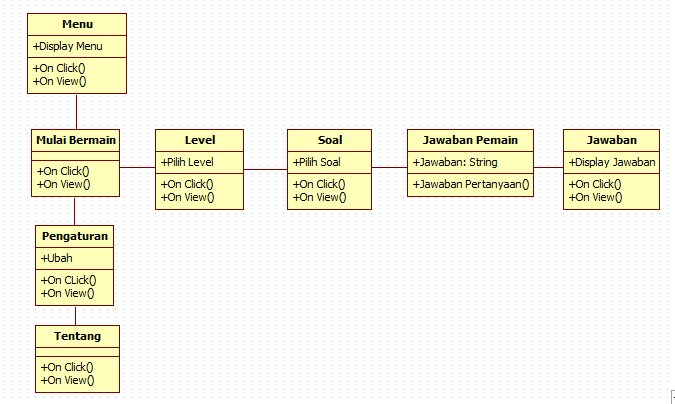 Menu
+Display Menu
+On Click()
+On View()
Mulai Bermain
+On Click()
+On View()
Level
+Pilih Level
+On Click()
+On View()
Soal
+Pilih Soal
+On Click()
+On View()
Jawaban Pemain
+Jawaban: String
+Jawaban Pertanyaan()
Jawaban
+Display Jawaban
+On Click()
+On View()
Pengaturan
+Ubah
+On CLick()
+On View()
Tentang
+On Click()
+On View()